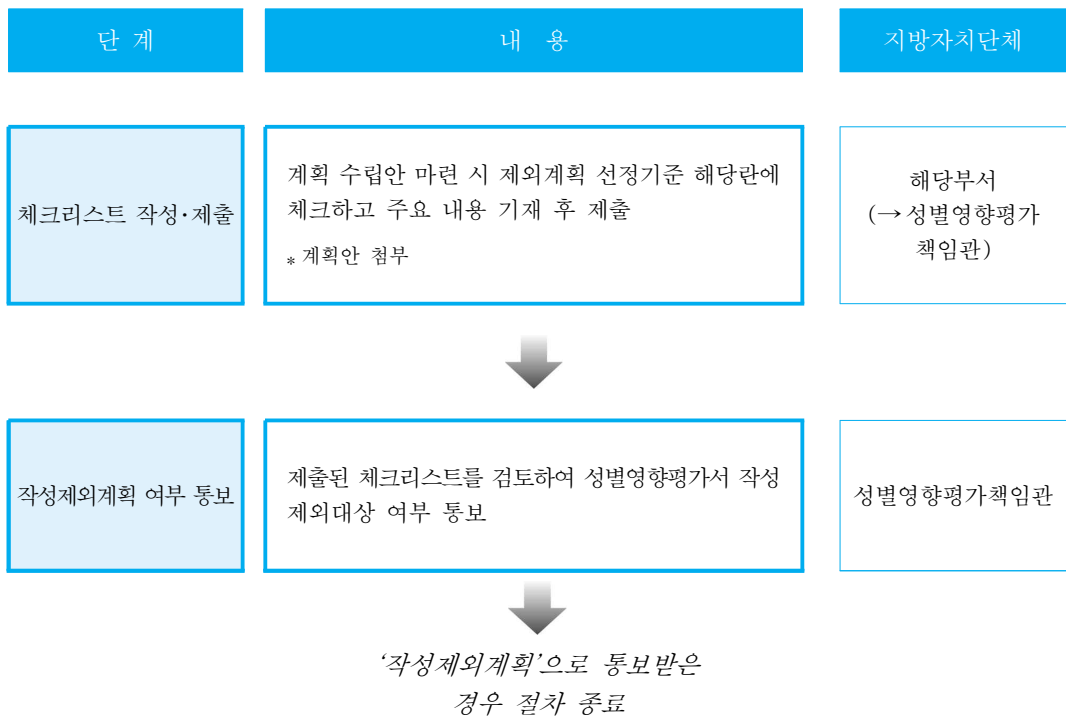 단 계
내 용
지방자치단체
체크리스트 작성·제출
계획 수립안 마련 시 제외계획 선정기준 해당란에
체크하고 주요 내용 기재 후 제출
* 계획안 첨부
해당부서
(→성별영향평가
책임관)
작성제외계획 여부 통보
제출된 체크리스트를 검토하여 성별영향평가서 작성
제외대상 여부 통보
성별영향평가책임관
‘작성제외계획’으로 통보받은
경우 절차 종료